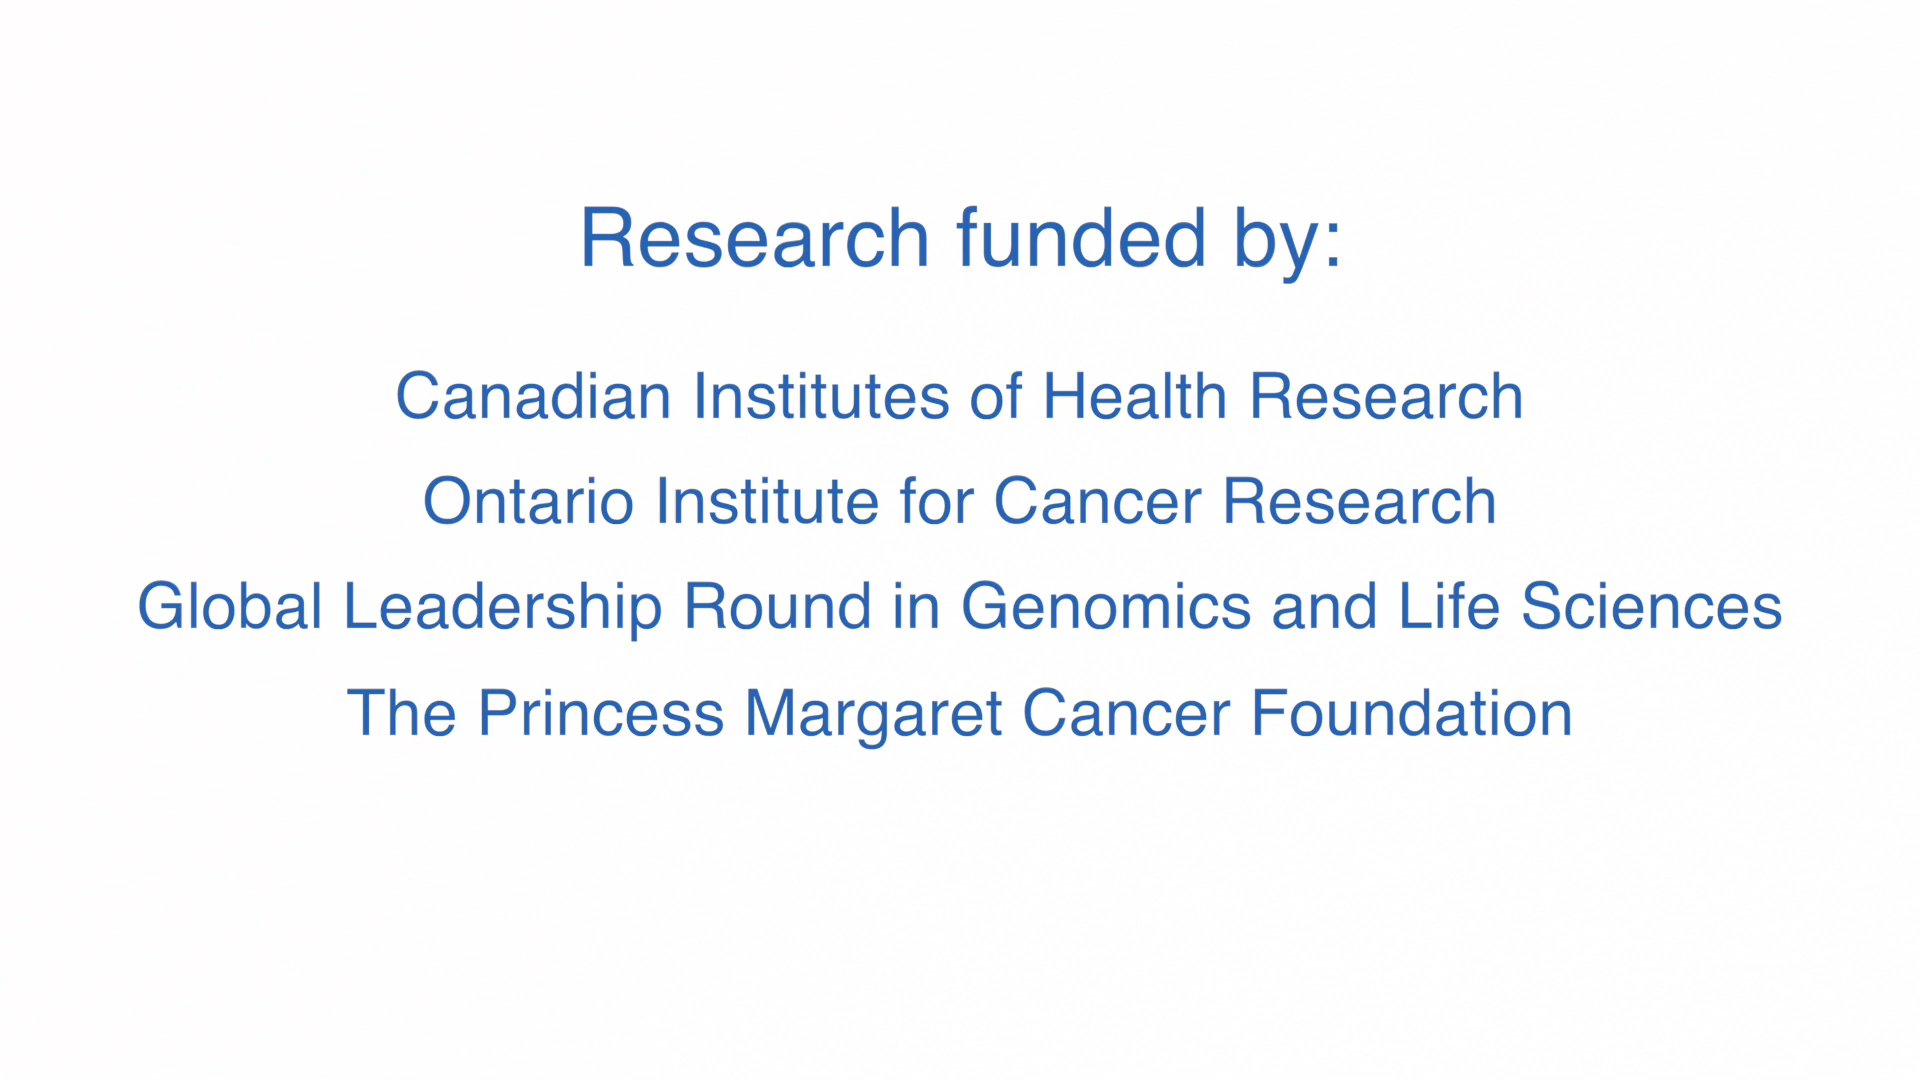 Research funded by:
Canadian Institutes of Health Research
Ontario Institute for Cancer Research
Global Leadership Round in Genomics and Life Sciences
The Princess Margaret Cancer Foundation